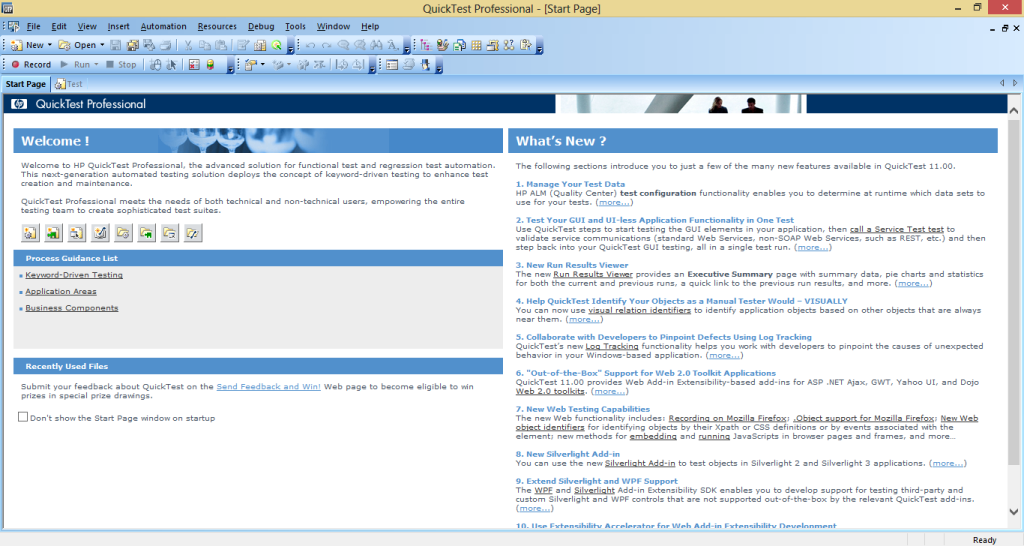 QuickTest Professional - [Start Page]
File Edit View Insert Automation Resources Debug Tools Window Help
New Open
Record Run Stop
Start Page Test
QuickTest Professional
Welcome !
Welcome to HP QuickTest Professional, the advanced solution for functional test and regression test automation.
This next-generation automated testing solution deploys the concept of keyword-driven testing to enhance test
creation and maintenance.
QuickTest Professional meets the needs of both technical and non-technical users, empowering the entire
testing team to create sophisticated test suites.
Process Guidance List
Keyword-Driven Testing
Application Areas
Business Components
Recently Used Files
Submit your feedback about QuickTest on the Send Feedback and Win! Web page to become eligible to win
prizes in special prize drawings.
Don't show the Start Page window on startup
What's New ?
The following sections introduce you to just a few of the many new features available in QuickTest 11.00.
1. Manage Your Test Data
HP ALM (Quality Center) test configuration functionality enables you to determine at runtime which data sets to
use for your tests. (more...)
2. Test Your GUI and UI-less Application Functionality in One Test
Use QuickTest steps to start testing the GUI elements in your application, then call a Service Test test to
validate service communications (standard Web Services, non-SOAP Web Services, such as REST, etc.) and then
step back into your QuickTest GUI testing, all in a single test run. (more...)
3. New Run Results Viewer
The new Run Results Viewer provides an Executive Summary page with summary data, pie charts and statistics
for both the current and previous runs, a quick link to the previous run results, and more. (more...)
4. Help QuickTest Identify Your Objects as a Manual Tester Would – VISUALLY
You can now use visual relation identifiers to identify application objects based on other objects that are always
near them. (more...)
5. Collaborate with Developers to Pinpoint Defects Using Log Tracking
QuickTest's new Log Tracking functionality helps you work with developers to pinpoint the causes of unexpected
behavior in your Windows-based application. (more...)
6. "Out-of-the-Box" Support for Web 2.0 Toolkit Applications
QuickTest 11.00 provides Web Add-in Extensibility-based add-ins for ASP .NET Ajax, GWT, Yahoo UI, and Dojo
Web 2.0 toolkits. (more...)
7. New Web Testing Capabilities
The new Web functionality includes: Recording on Mozilla Firefox; .Object support for Mozilla Firefox; New Web
object identifiers for identifying objects by their Xpath or CSS definitions or by events associated with the
element; new methods for embedding and running JavaScripts in browser pages and frames, and more...
8. New Silverlight Add-in
You can use the new Silverlight Add-in to test objects in Silverlight 2 and Silverlight 3 applications. (more...)
9. Extend Silverlight and WPF Support
The WPF and Silverlight Add-in Extensibility SDK enables you to develop support for testing third-party and
custom Silverlight and WPF controls that are not supported out-of-the-box by the relevant QuickTest add-ins.
(more...)
10. Use Extensibility Accelerator for Web Add-in Extensibility Development
Ready